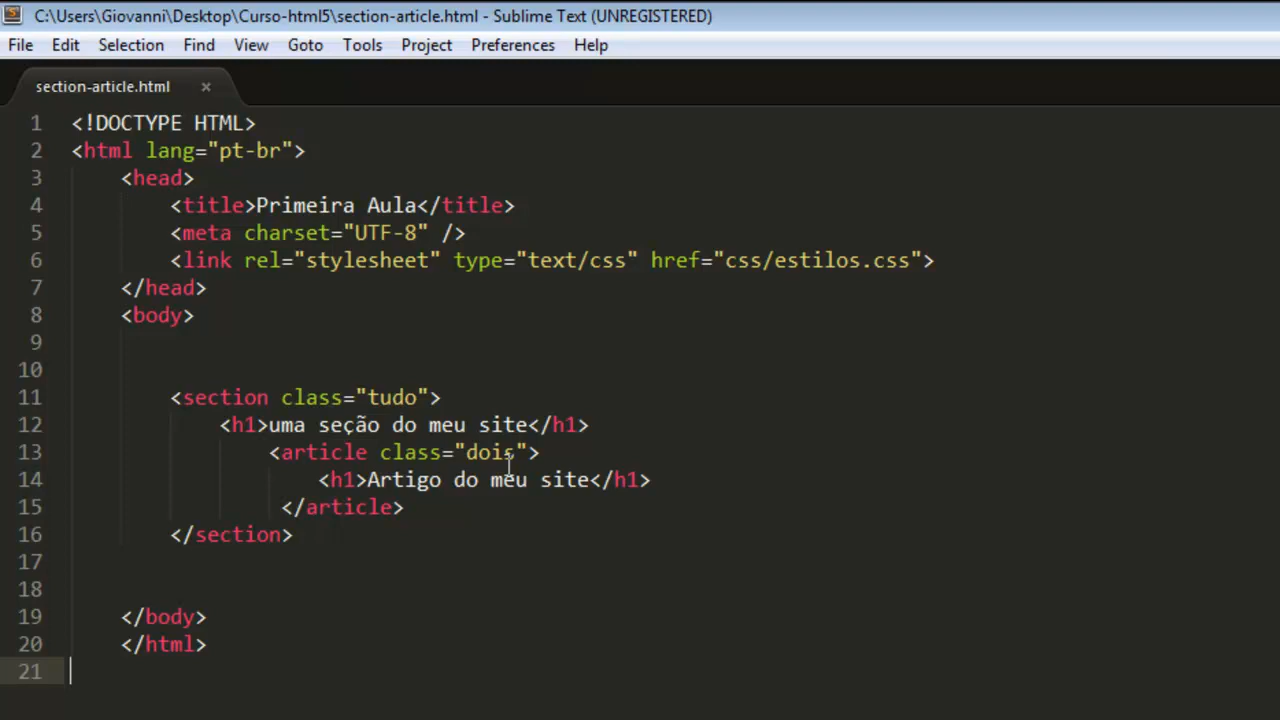 C:\Users\Giovanni\Desktop\Curso-html5\section-article.html - Sublime Text (UNREGISTERED)
File Edit Selection Find View Goto Tools Project Preferences Help
section-article.html ×
1 <!DOCTYPE HTML>
2 <html lang="pt-br">
3 <head>
4 <title>Primeira Aula</title>
5 <meta charset="UTF-8" />
6 <link rel="stylesheet" type="text/css" href="css/estilos.css">
7 </head>
8 <body>
9
10
11 <section class="tudo">
12 <h1>uma seção do meu site</h1>
13 <article class="dois">
14 <h1>Artigo do meu site</h1>
15 </article>
16 </section>
17
18
19 </body>
20 </html>
21